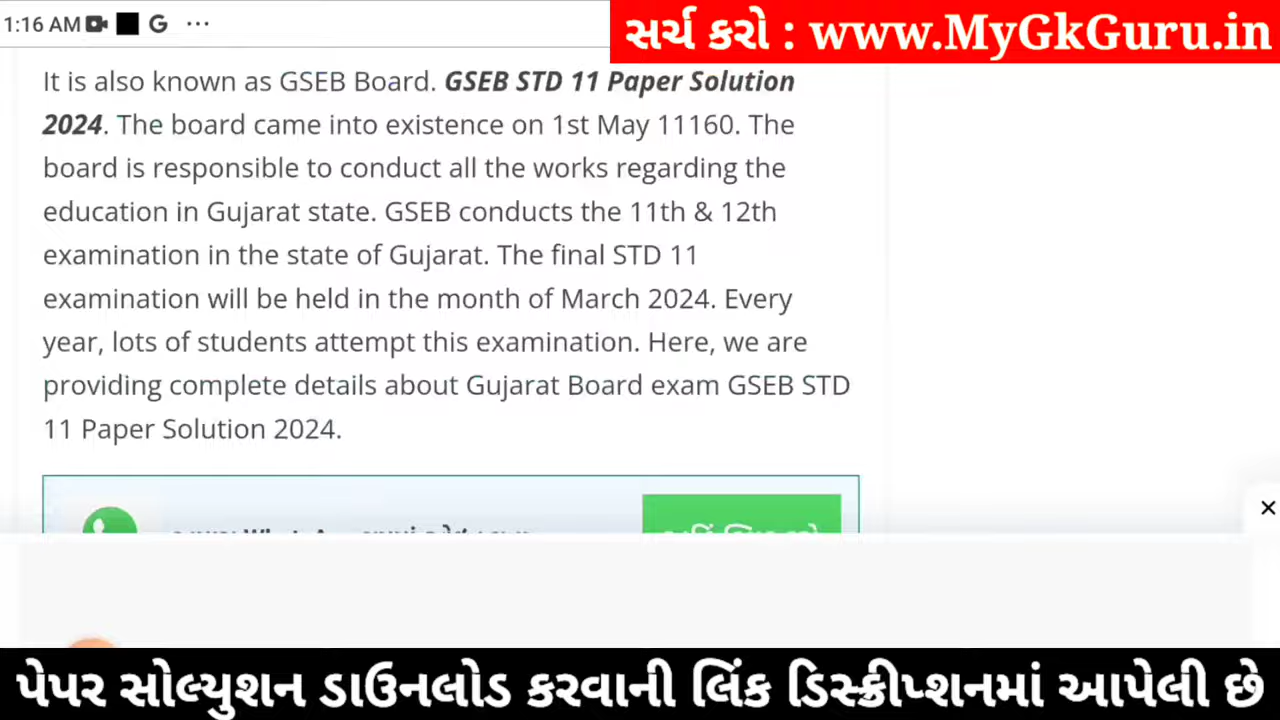 1:16 AM G ...
સર્ચ કરો : www.MyGkGuru.in
It is also known as GSEB Board. GSEB STD 11 Paper Solution
2024. The board came into existence on 1st May 11160. The
board is responsible to conduct all the works regarding the
education in Gujarat state. GSEB conducts the 11th & 12th
examination in the state of Gujarat. The final STD 11
examination will be held in the month of March 2024. Every
year, lots of students attempt this examination. Here, we are
providing complete details about Gujarat Board exam GSEB STD
11 Paper Solution 2024.
પેપર સોલ્યુશન ડાઉનલોડ કરવાની લિંક ડિસ્ક્રીપ્શનમાં આપેલી છે